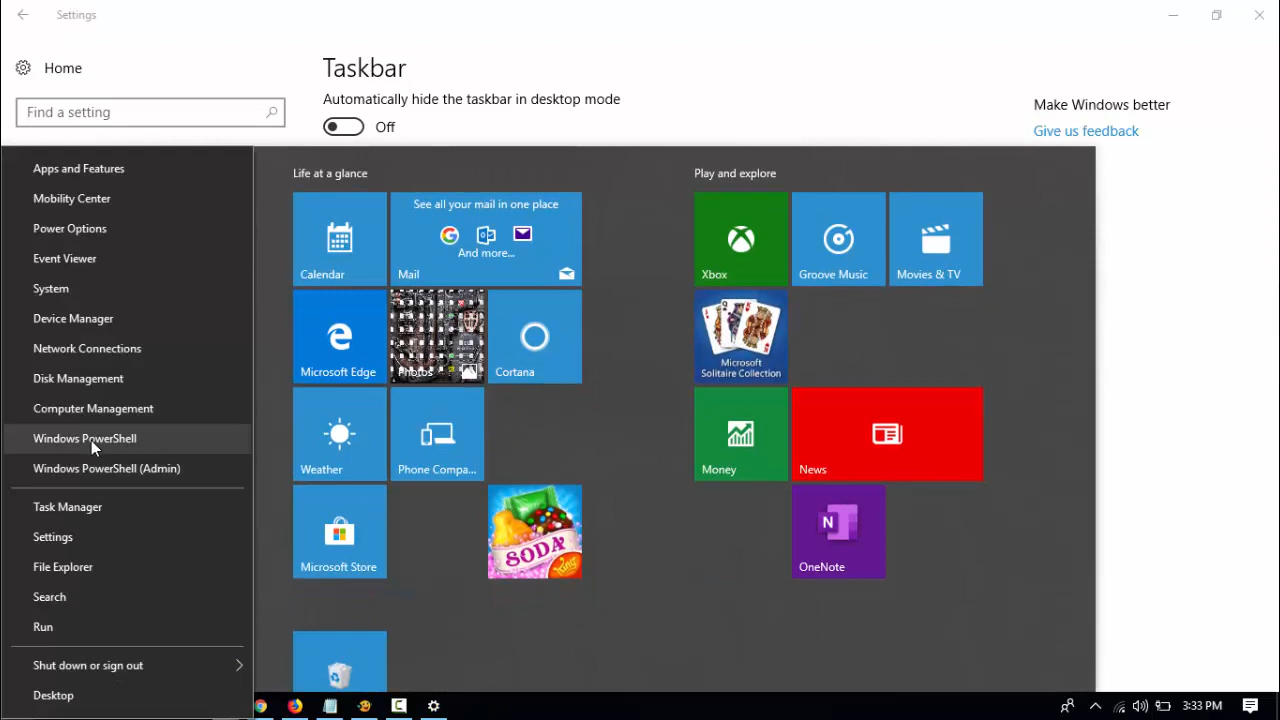 Settings
Home
Find a setting
Taskbar
Automatically hide the taskbar in desktop mode
Off
Make Windows better
Give us feedback
Apps and Features
Mobility Center
Power Options
Event Viewer
System
Device Manager
Network Connections
Disk Management
Computer Management
Windows PowerShell
Windows PowerShell (Admin)
Task Manager
Settings
File Explorer
Search
Run
Shut down or sign out
Desktop
Life at a glance
Calendar
See all your mail in one place
And more...
Mail
Microsoft Edge
Photos
Cortana
Weather
Phone Compa...
Microsoft Store
SODA
King
Play and explore
Xbox
Groove Music
Movies & TV
Microsoft
Solitaire Collection
Money
News
N
OneNote
3:33 PM